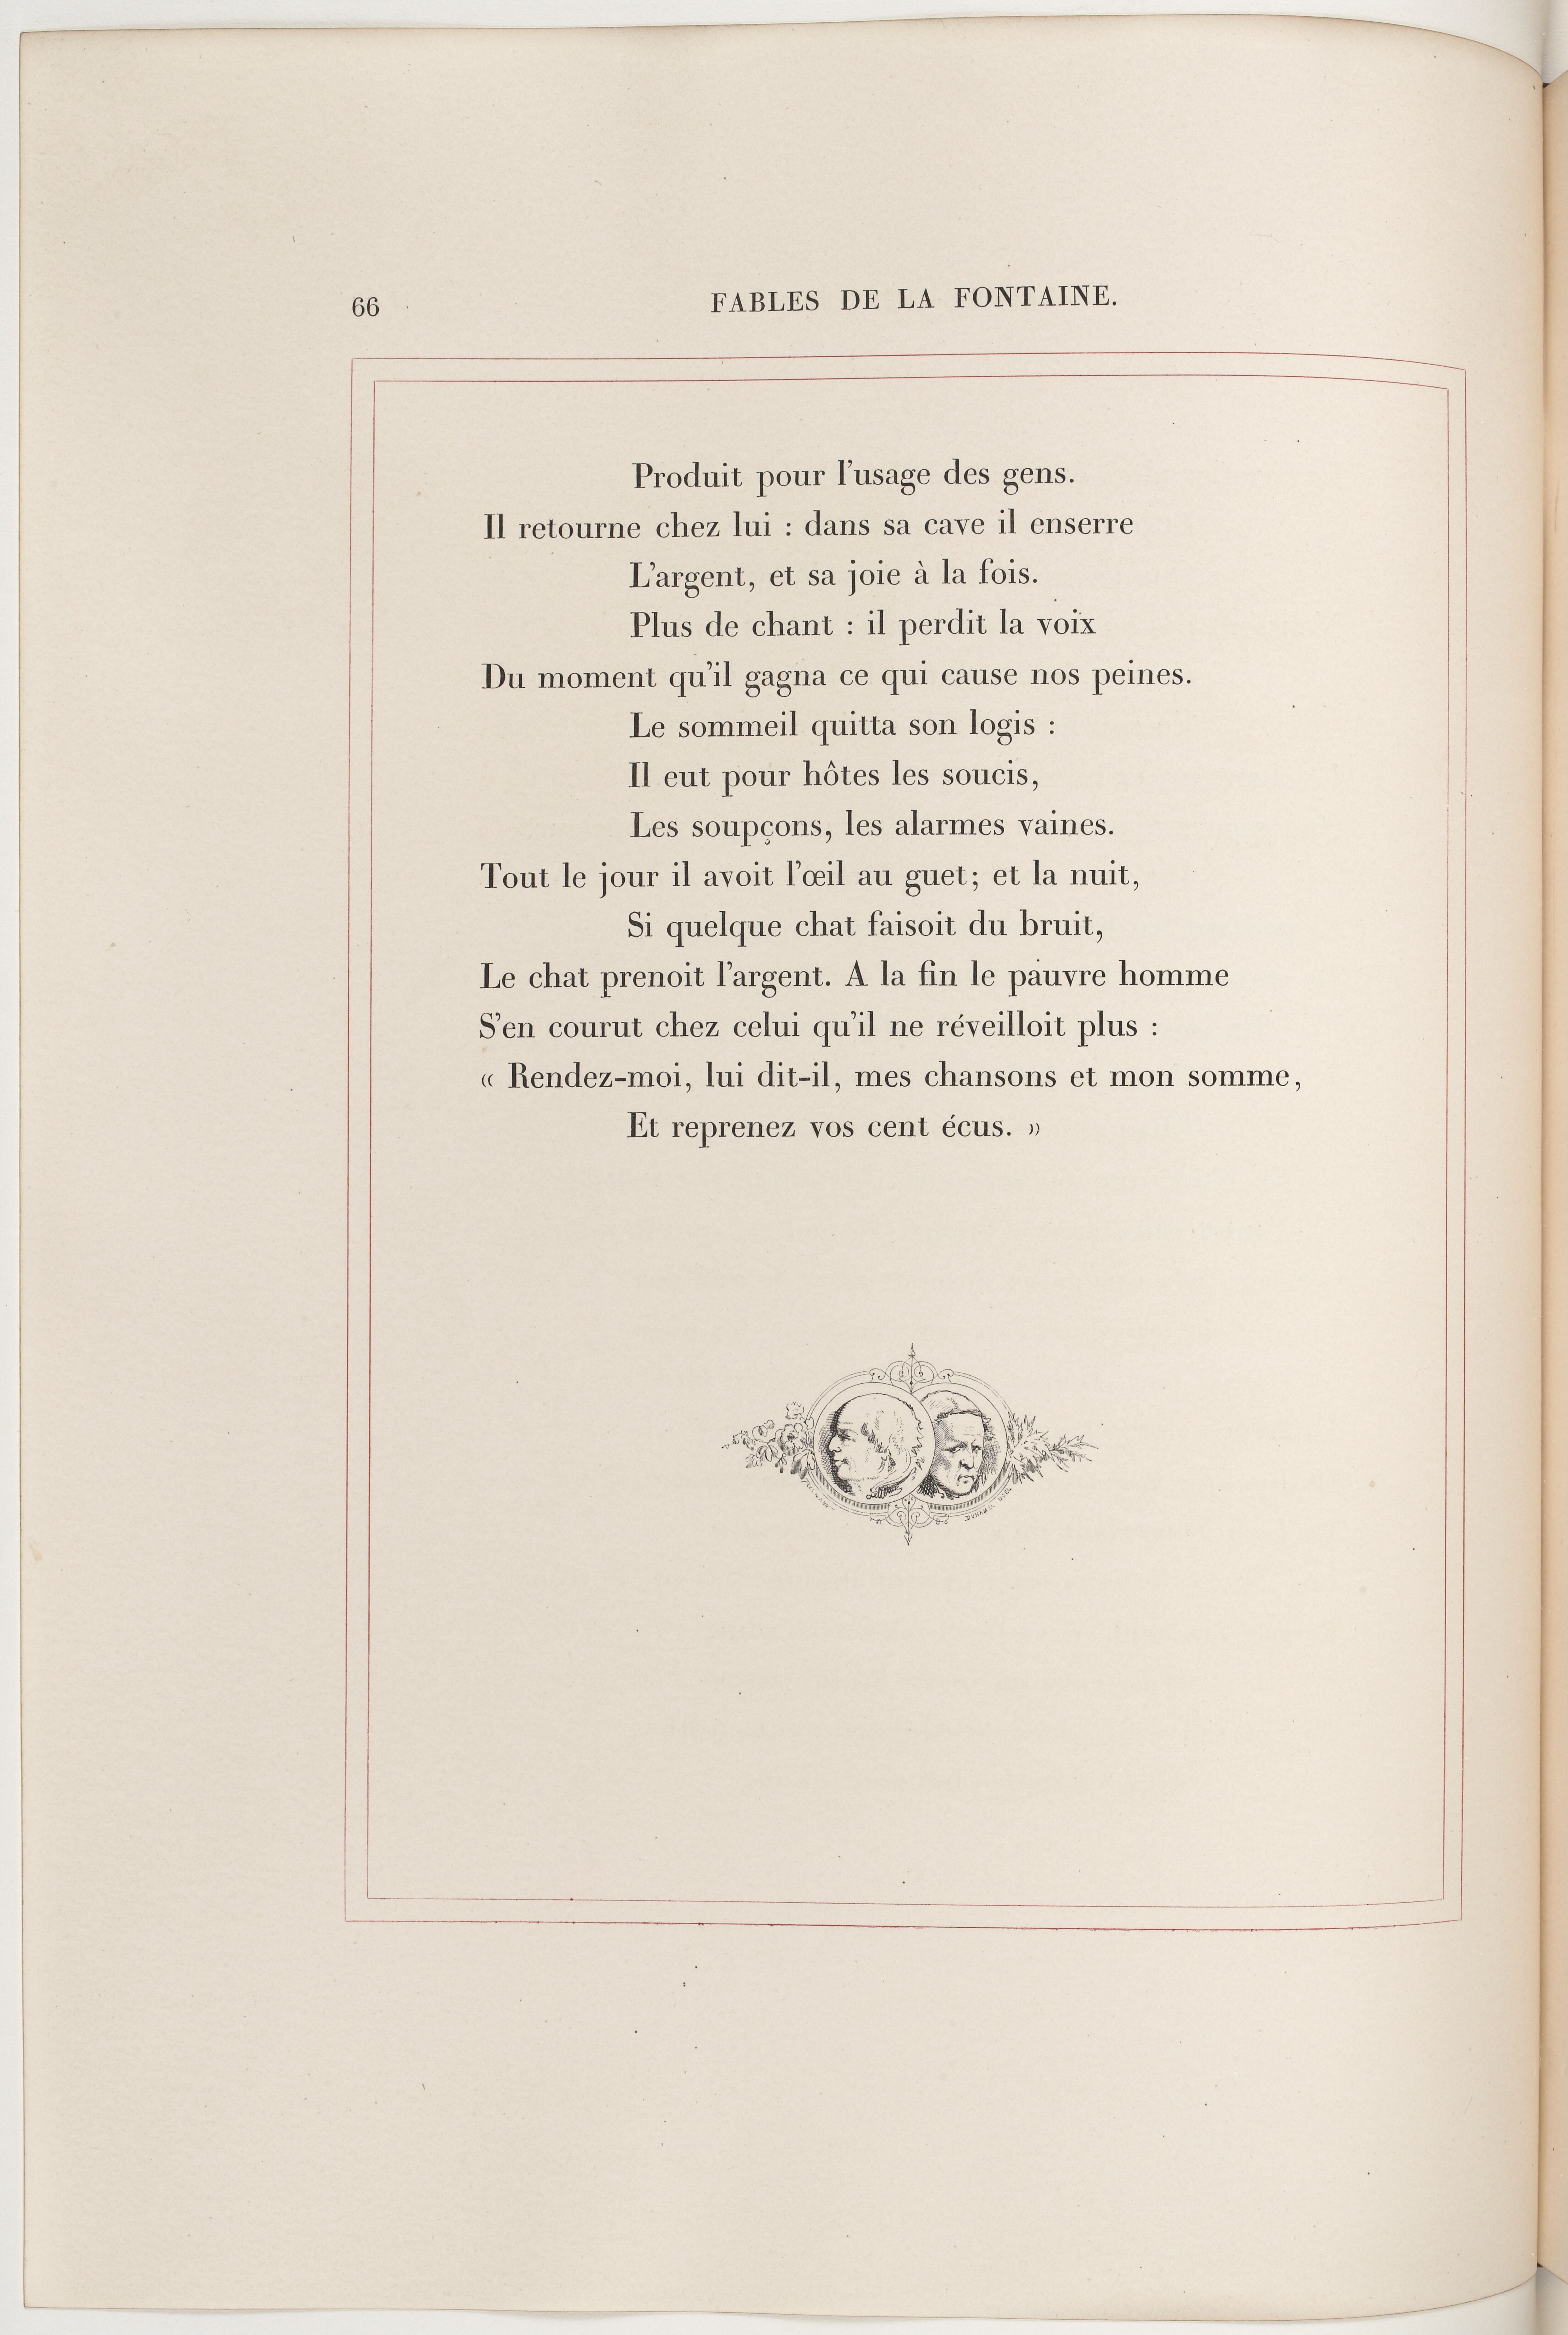 66
FABLES DE LA FONTAINE.
Produit pour l'usage des gens.
Il retourne chez lui : dans sa cave il enserre
L'argent, et sa joie à la fois.
Plus de chant : il perdit la voix
Du moment qu'il gagna ce qui cause nos peines.
Le sommeil quitta son logis :
Il eut pour hôtes les soucis,
Les soupçons, les alarmes vaines.
Tout le jour il avoit l'œil au guet; et la nuit,
Si quelque chat faisoit du bruit,
Le chat prenoit l'argent. A la fin le pauvre homme
S'en courut chez celui qu'il ne réveilloit plus :
« Rendez-moi, lui dit-il, mes chansons et mon somme,
Et reprenez vos cent écus. »